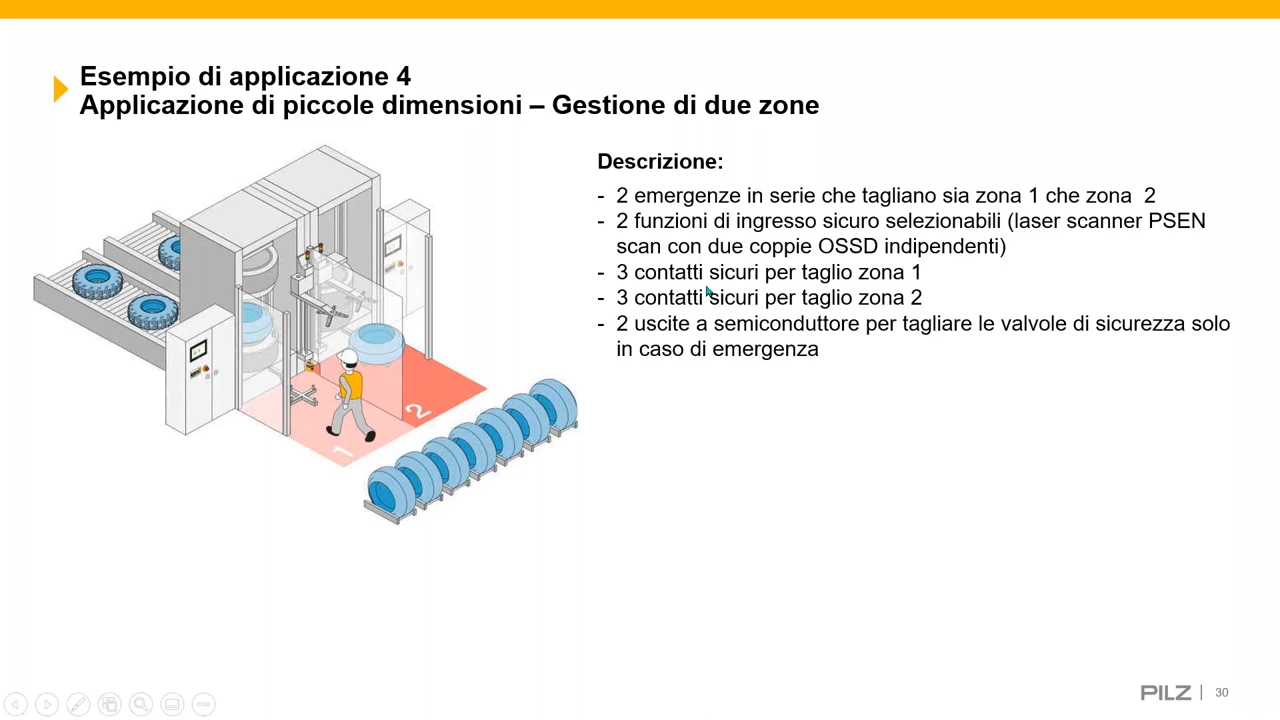 Esempio di applicazione 4
Applicazione di piccole dimensioni – Gestione di due zone
Descrizione:
- 2 emergenze in serie che tagliano sia zona 1 che zona 2
- 2 funzioni di ingresso sicuro selezionabili (laser scanner PSEN
scan con due coppie OSSD indipendenti)
- 3 contatti sicuri per taglio zona 1
- 3 contatti sicuri per taglio zona 2
- 2 uscite a semiconduttore per tagliare le valvole di sicurezza solo
in caso di emergenza
2
1
PILZ | 30